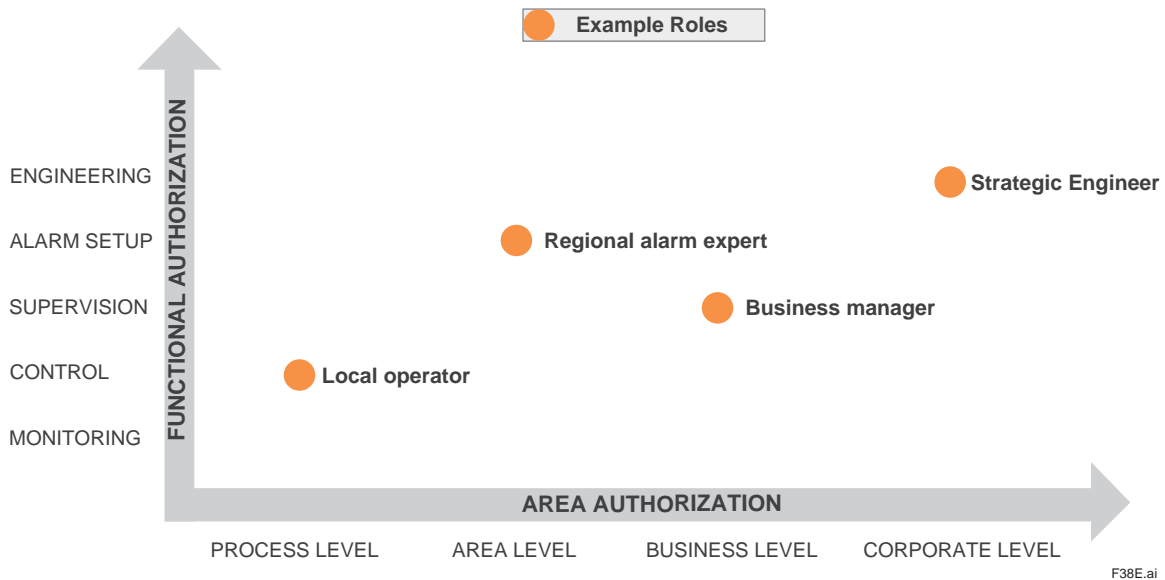 Example Roles
FUNCTIONAL AUTHORIZATION
ENGINEERING
Strategic Engineer
ALARM SETUP
Regional alarm expert
SUPERVISION
Business manager
CONTROL
Local operator
MONITORING
AREA AUTHORIZATION
PROCESS LEVEL
AREA LEVEL
BUSINESS LEVEL
CORPORATE LEVEL
F38E.ai